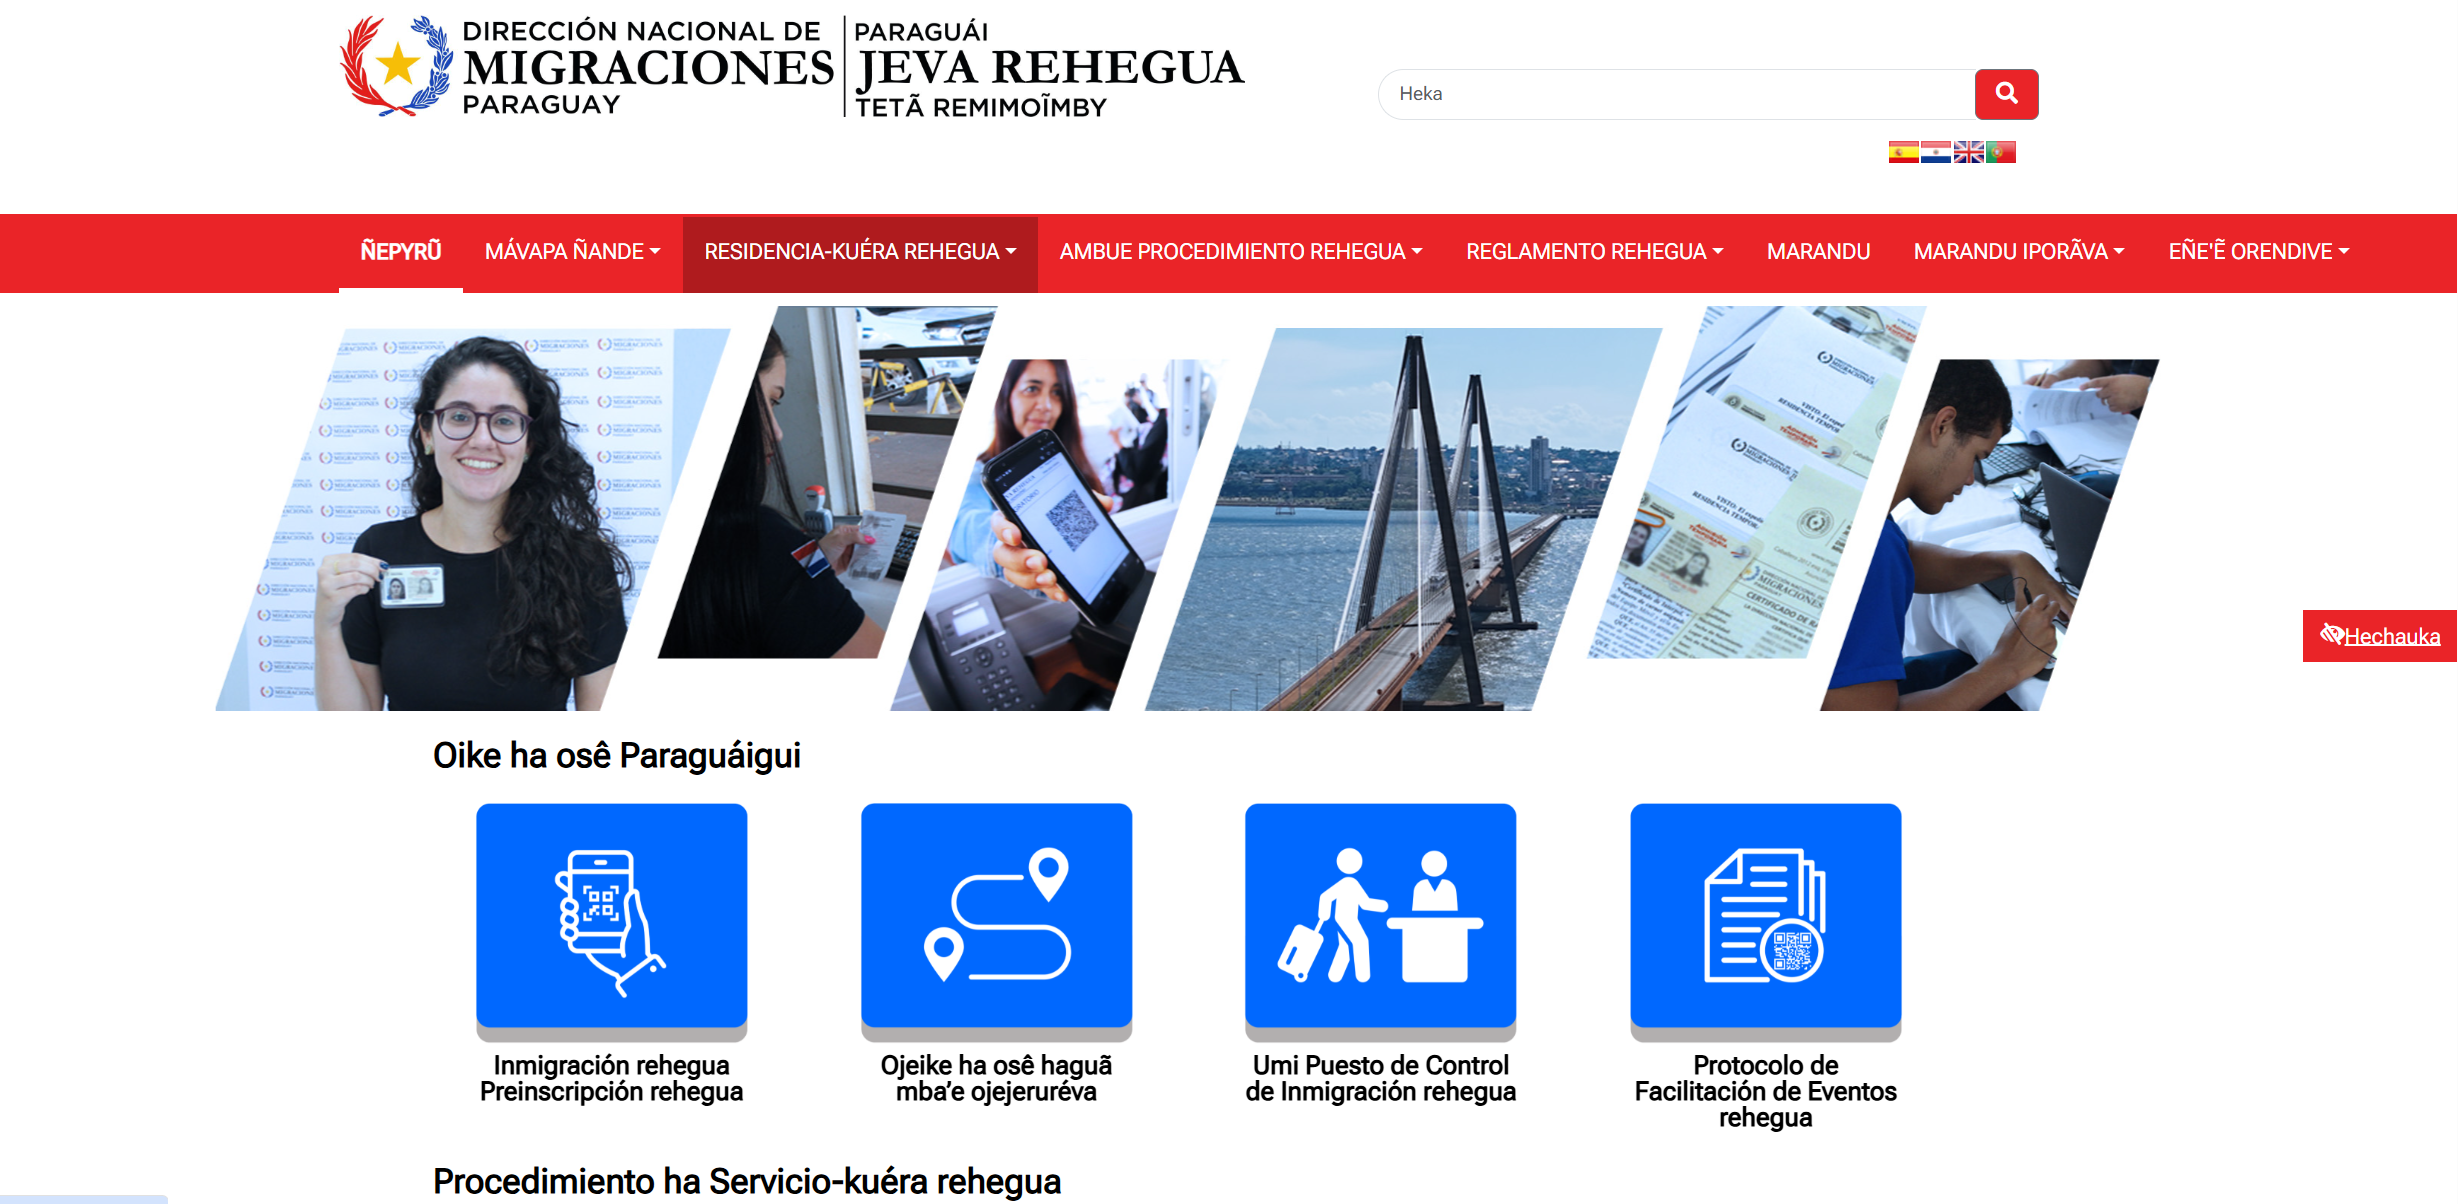 DIRECCIÓN NACIONAL DE
MIGRACIONES
PARAGUAY
PARAGUÁI
JEVA REHEGUA
TETÃ REMIMOĨMBY
Heka
ÑEPYRŨ
MÁVAPA ÑANDE
RESIDENCIA-KUÉRA REHEGUA
AMBUE PROCEDIMIENTO REHEGUA
REGLAMENTO REHEGUA
MARANDU
MARANDU IPORÃVA
EÑE'Ẽ ORENDIVE
Hechauka
Oike ha osê Paraguáigui
Inmigración rehegua
Preinscripción rehegua
Ojeike ha osê haguã
mba’e ojejeruréva
Umi Puesto de Control
de Inmigración rehegua
Protocolo de
Facilitación de Eventos
rehegua
Procedimiento ha Servicio-kuéra rehegua